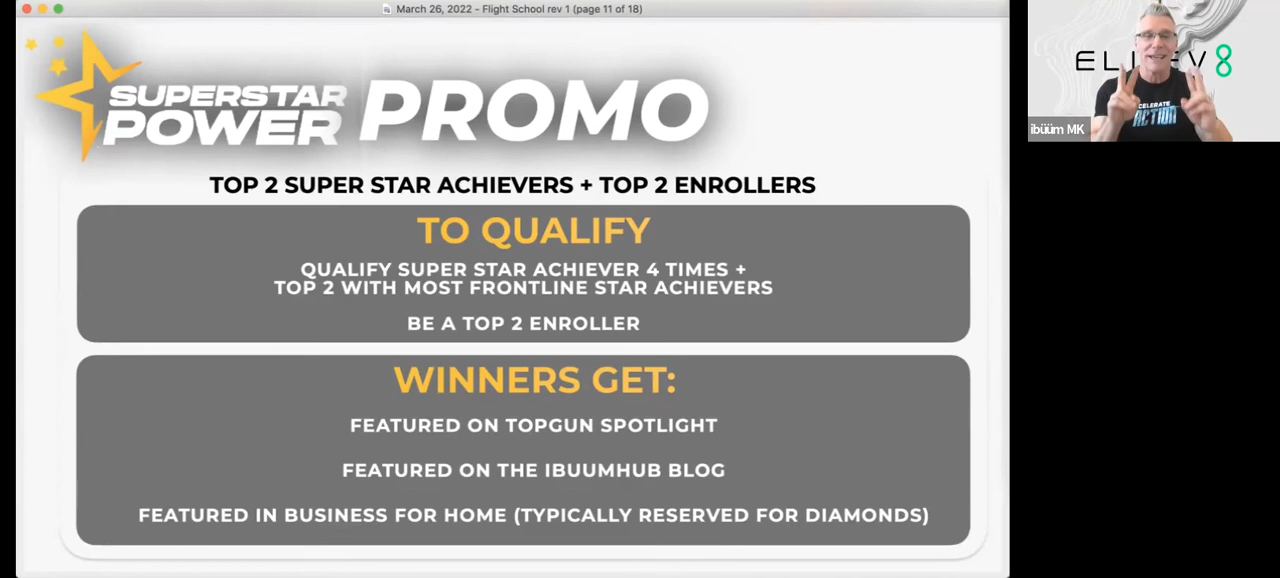 March 26, 2022 - Flight School rev 1 (page 11 of 18)
SUPERSTAR
POWER PROMO
TOP 2 SUPER STAR ACHIEVERS + TOP 2 ENROLLERS
TO QUALIFY
QUALIFY SUPER STAR ACHIEVER 4 TIMES +
TOP 2 WITH MOST FRONTLINE STAR ACHIEVERS
BE A TOP 2 ENROLLER
WINNERS GET:
FEATURED ON TOPGUN SPOTLIGHT
FEATURED ON THE IBUUMHUB BLOG
FEATURED IN BUSINESS FOR HOME (TYPICALLY RESERVED FOR DIAMONDS)
ACTION
ibüüm MK